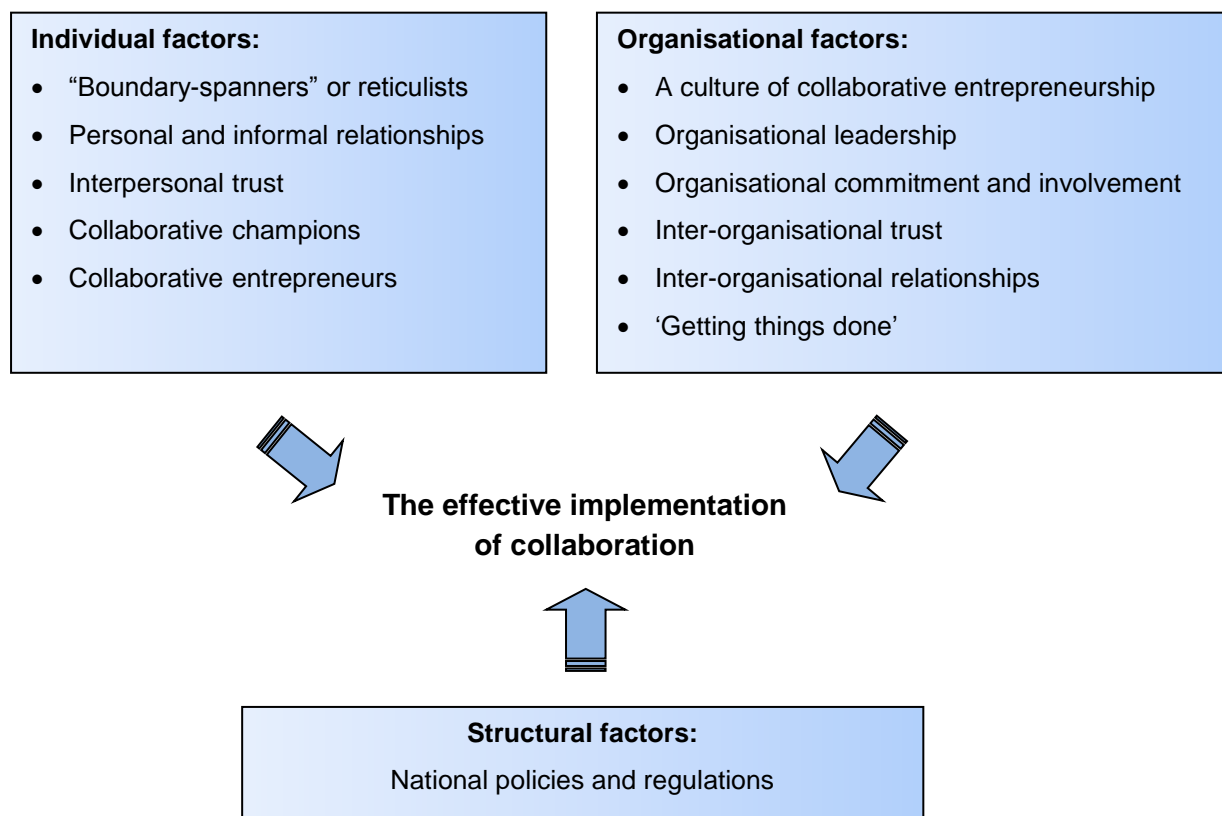 Individual factors:
• “Boundary-spanners” or reticulists
• Personal and informal relationships
• Interpersonal trust
• Collaborative champions
• Collaborative entrepreneurs
Organisational factors:
• A culture of collaborative entrepreneurship
• Organisational leadership
• Organisational commitment and involvement
• Inter-organisational trust
• Inter-organisational relationships
• ‘Getting things done’
The effective implementation
of collaboration
Structural factors:
National policies and regulations